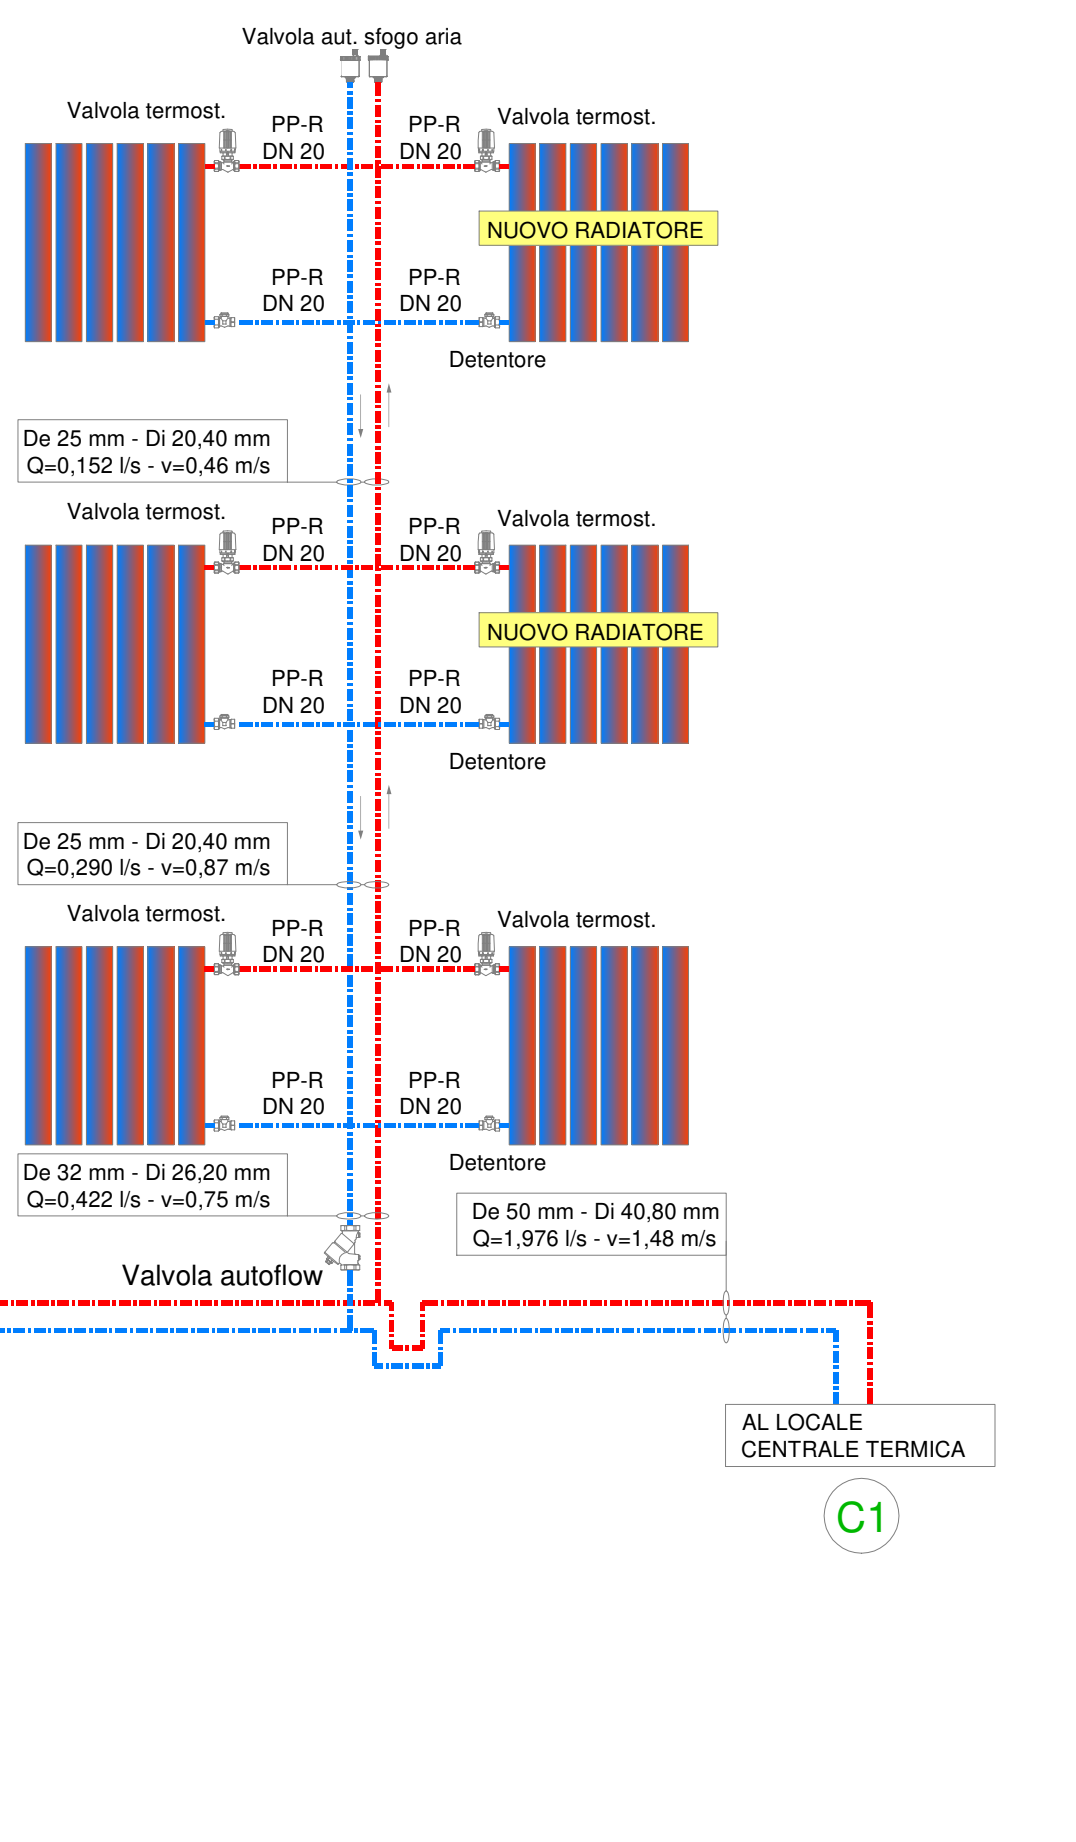 Valvola aut. sfogo aria
Valvola termost.
PP-R
DN 20
PP-R
DN 20
Valvola termost.
NUOVO RADIATORE
PP-R
DN 20
PP-R
DN 20
Detentore
De 25 mm - Di 20,40 mm
Q=0,152 l/s - v=0,46 m/s
Valvola termost.
PP-R
DN 20
PP-R
DN 20
Valvola termost.
NUOVO RADIATORE
PP-R
DN 20
PP-R
DN 20
Detentore
De 25 mm - Di 20,40 mm
Q=0,290 l/s - v=0,87 m/s
Valvola termost.
PP-R
DN 20
PP-R
DN 20
Valvola termost.
PP-R
DN 20
PP-R
DN 20
Detentore
De 32 mm - Di 26,20 mm
Q=0,422 l/s - v=0,75 m/s
De 50 mm - Di 40,80 mm
Q=1,976 l/s - v=1,48 m/s
Valvola autoflow
AL LOCALE
CENTRALE TERMICA
C1